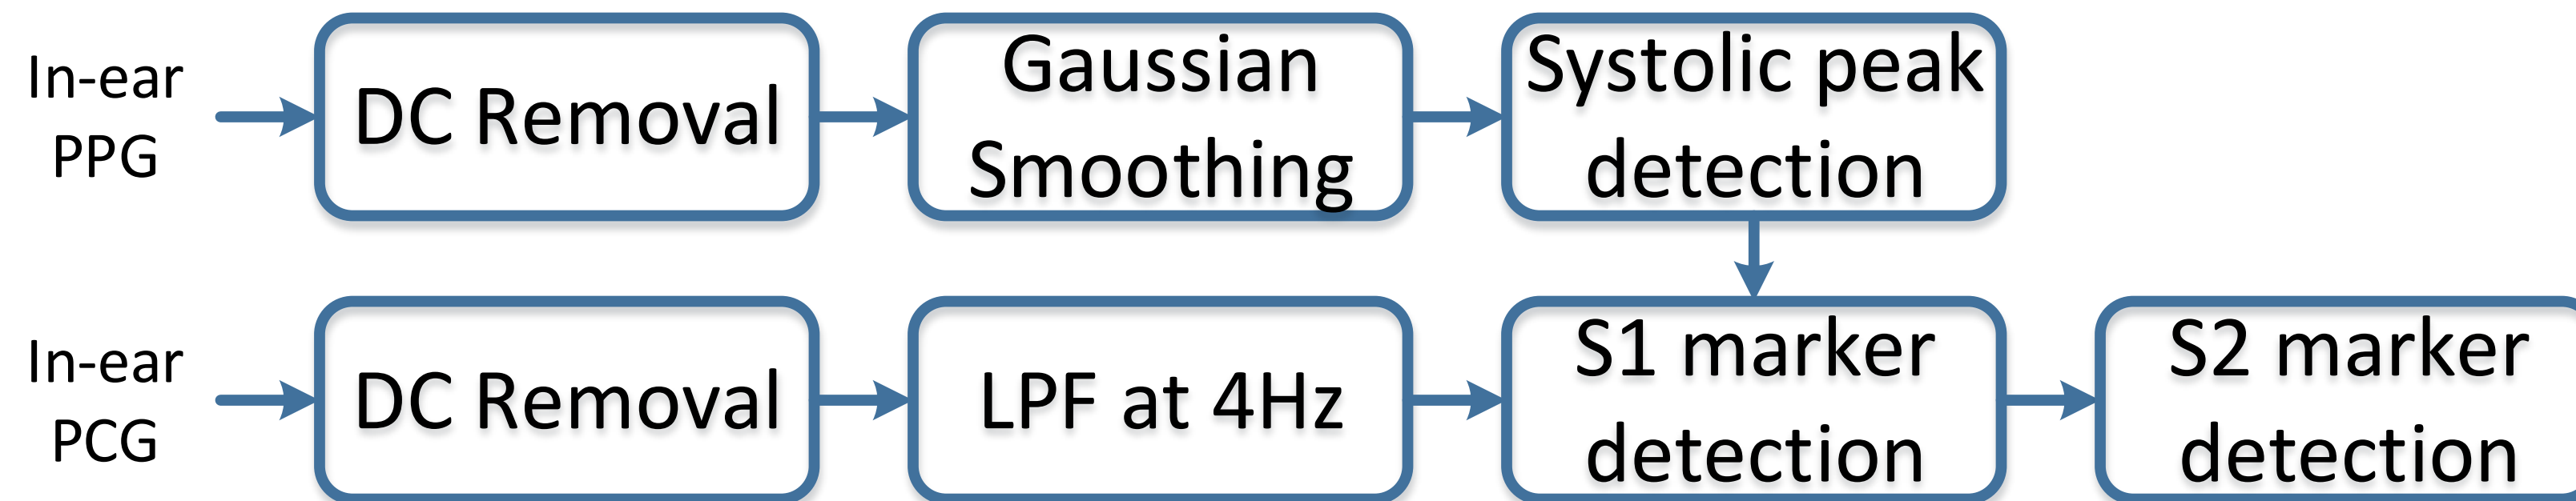 In-ear
PPG
DC Removal
Gaussian
Smoothing
Systolic peak
detection
In-ear
PCG
DC Removal
LPF at 4Hz
S1 marker
detection
S2 marker
detection